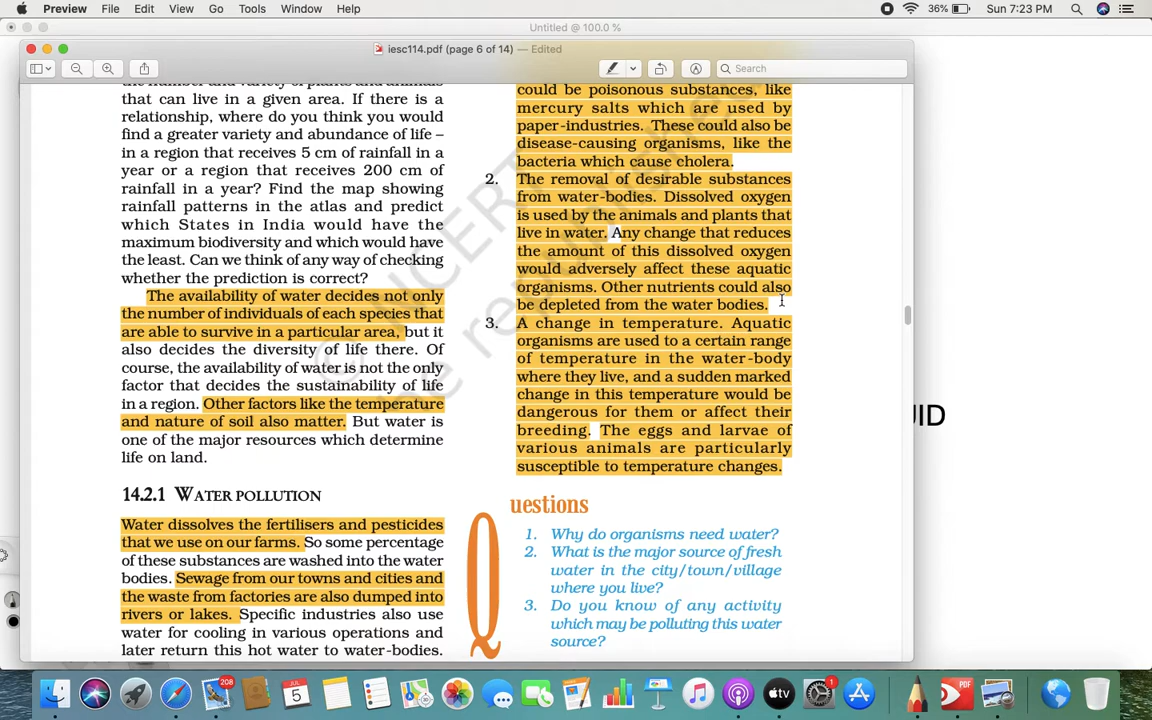 Preview File Edit View Go Tools Window Help
36% Sun 7:23 PM
Untitled @ 100.0 %
iesc114.pdf (page 6 of 14) — Edited
Search
that can live in a given area. If there is a
relationship, where do you think you would
find a greater variety and abundance of life –
in a region that receives 5 cm of rainfall in a
year or a region that receives 200 cm of
rainfall in a year? Find the map showing
rainfall patterns in the atlas and predict
which States in India would have the
maximum biodiversity and which would have
the least. Can we think of any way of checking
whether the prediction is correct?
The availability of water decides not only
the number of individuals of each species that
are able to survive in a particular area, but it
also decides the diversity of life there. Of
course, the availability of water is not the only
factor that decides the sustainability of life
in a region. Other factors like the temperature
and nature of soil also matter. But water is
one of the major resources which determine
life on land.
14.2.1 WATER POLLUTION
Water dissolves the fertilisers and pesticides
that we use on our farms. So some percentage
of these substances are washed into the water
bodies. Sewage from our towns and cities and
the waste from factories are also dumped into
rivers or lakes. Specific industries also use
water for cooling in various operations and
later return this hot water to water-bodies.
could be poisonous substances, like
mercury salts which are used by
paper-industries. These could also be
disease-causing organisms, like the
bacteria which cause cholera.
2. The removal of desirable substances
from water-bodies. Dissolved oxygen
is used by the animals and plants that
live in water. Any change that reduces
the amount of this dissolved oxygen
would adversely affect these aquatic
organisms. Other nutrients could also
be depleted from the water bodies.
3. A change in temperature. Aquatic
organisms are used to a certain range
of temperature in the water-body
where they live, and a sudden marked
change in this temperature would be
dangerous for them or affect their
breeding. The eggs and larvae of
various animals are particularly
susceptible to temperature changes.
Questions
1. Why do organisms need water?
2. What is the major source of fresh
water in the city/town/village
where you live?
3. Do you know of any activity
which may be polluting this water
source?
© NCERT
UID
208
5
tv
1
PDF